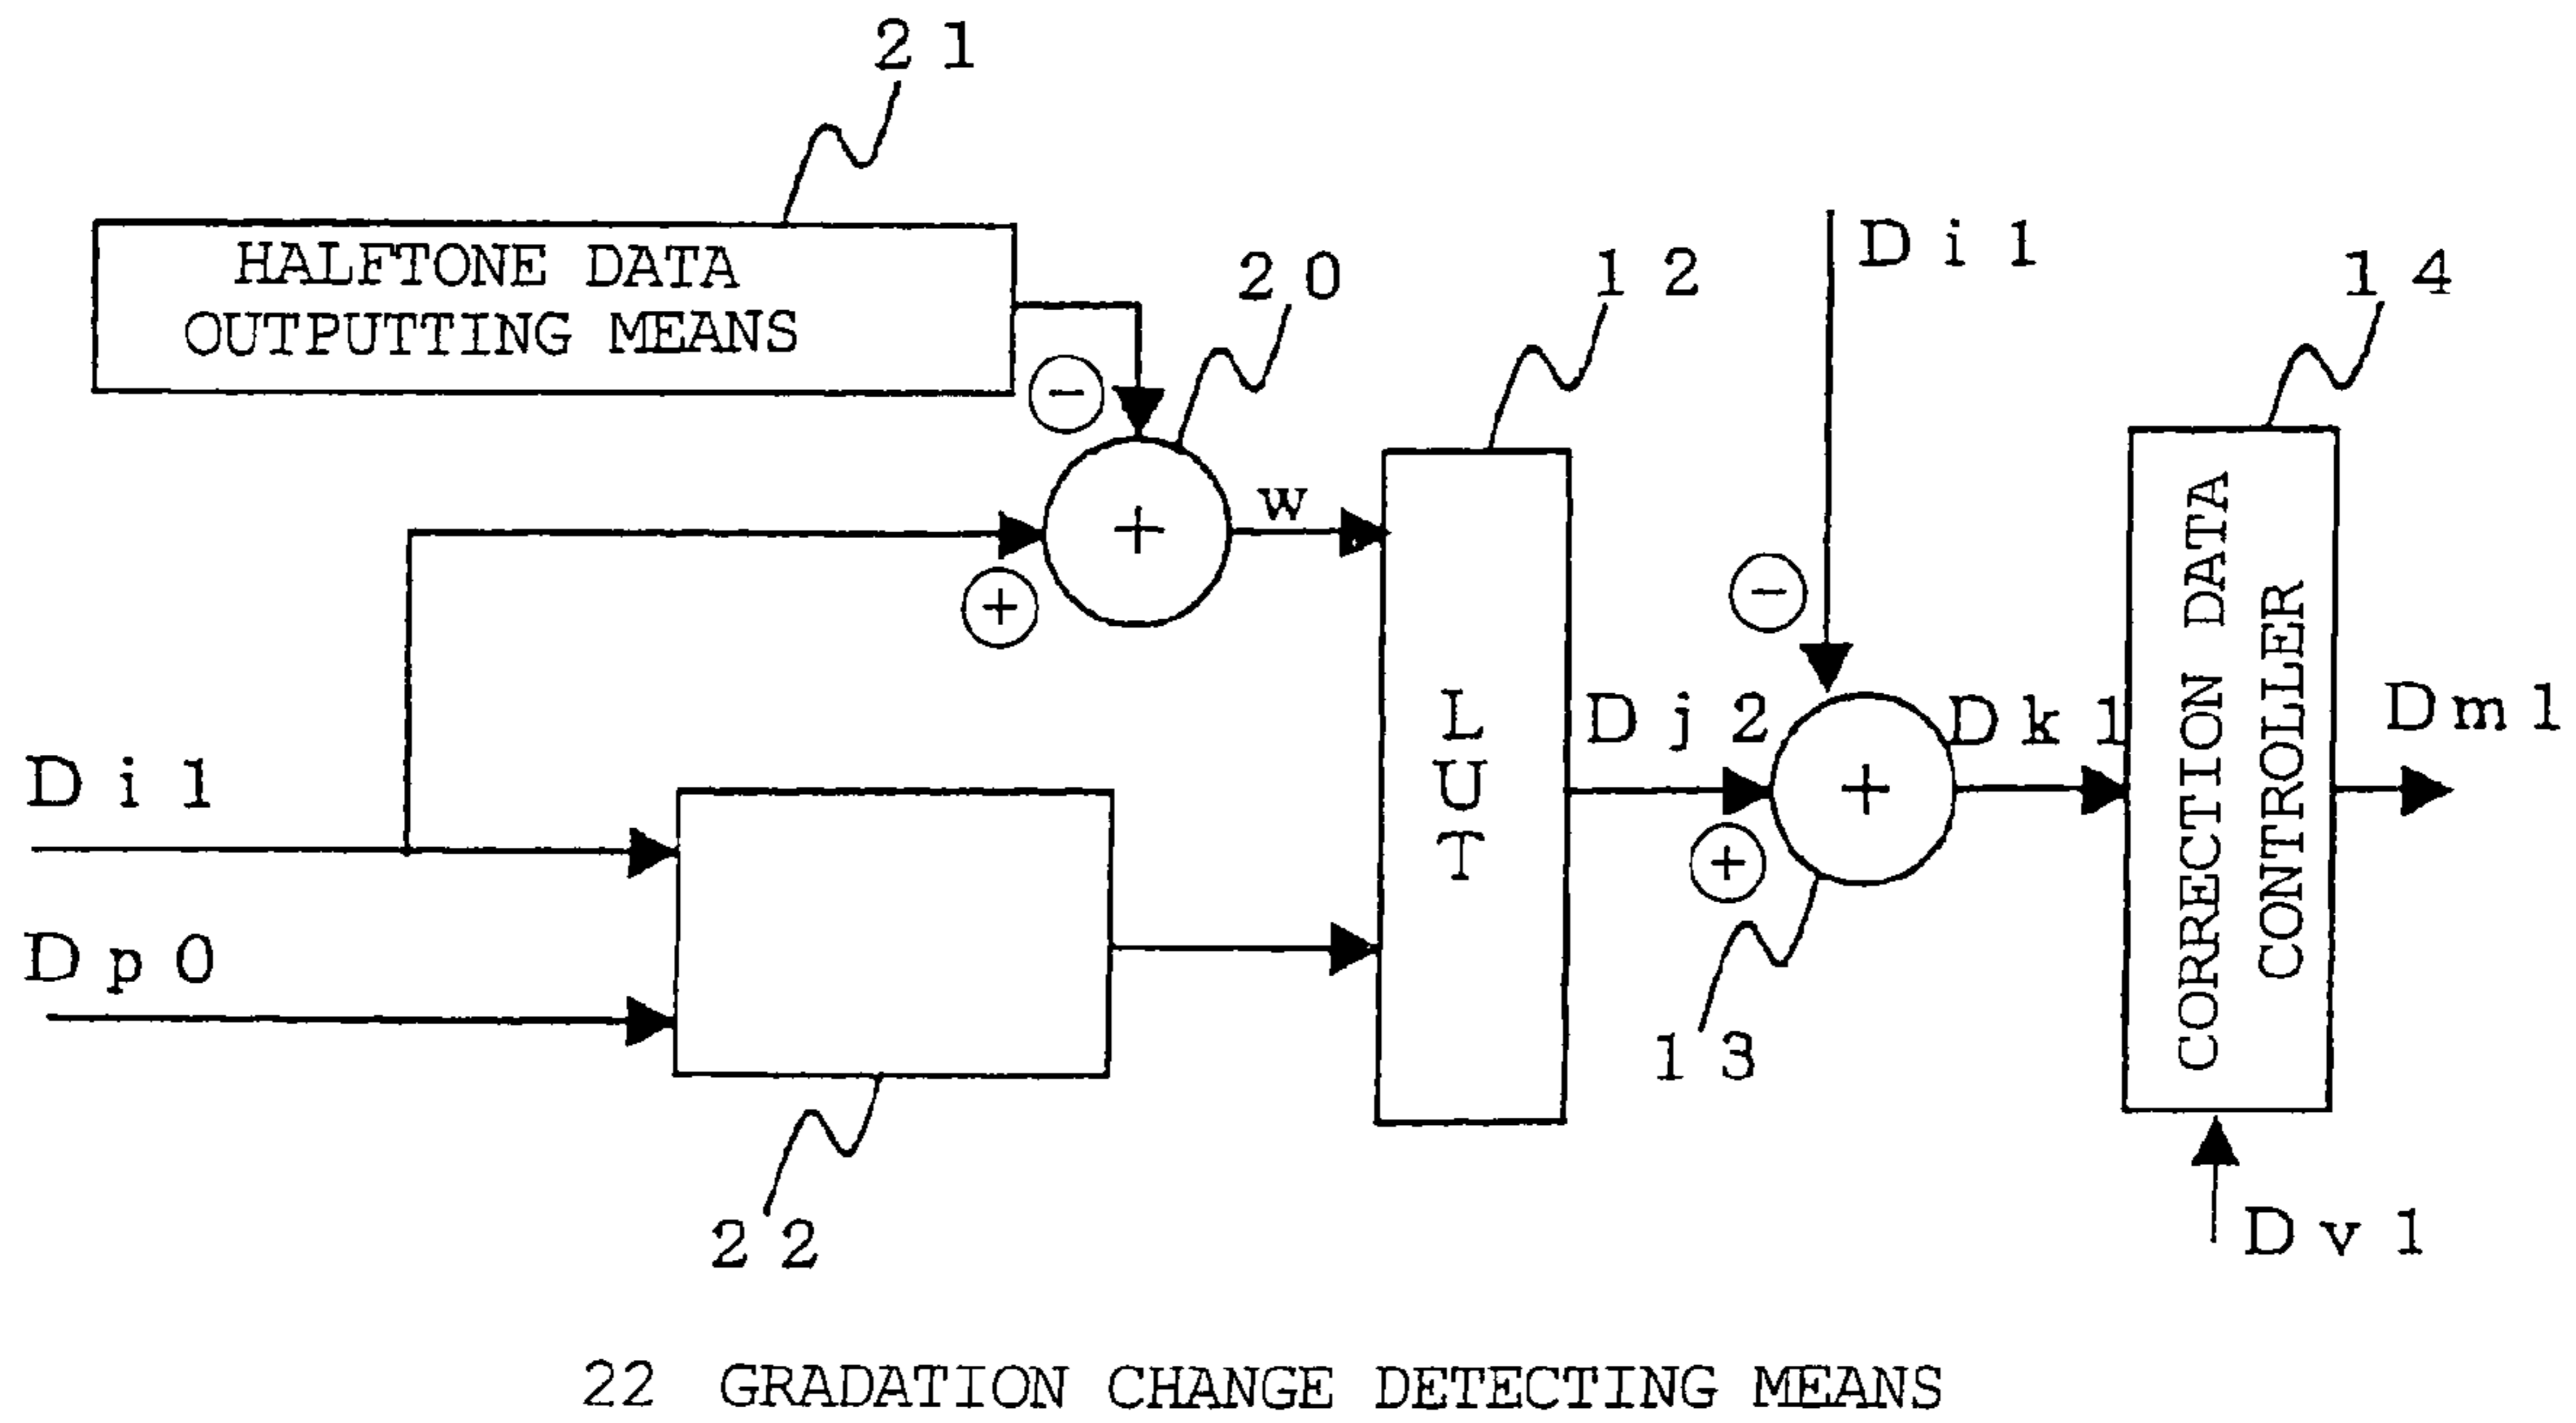 21
HALFTONE DATA
OUTPUTTING MEANS
−
20
12
Di1
14
+
w
+
−
LUT
Dj2
+
+
Dk1
CORRECTION DATA
CONTROLLER
Dm1
Di1
Dp0
13
22
Dv1
22 GRADATION CHANGE DETECTING MEANS